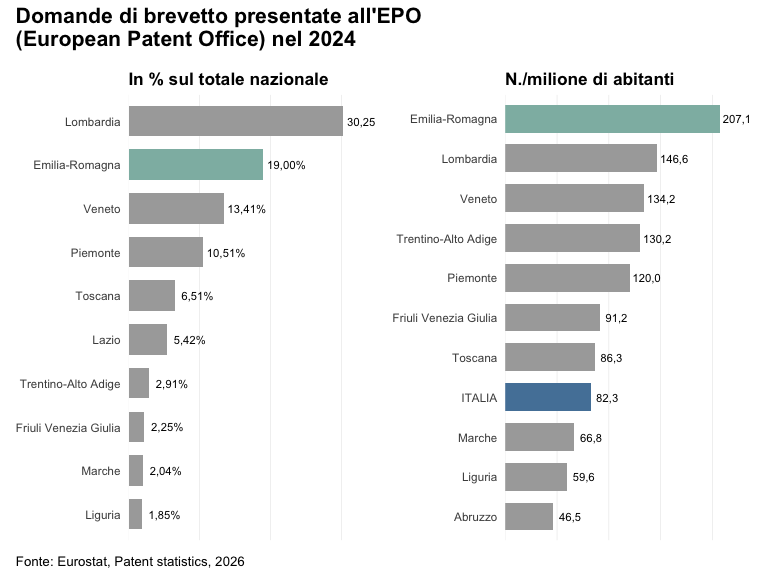 Domande di brevetto presentate all'EPO
(European Patent Office) nel 2024
In % sul totale nazionale
Lombardia 30,25
Emilia-Romagna 19,00%
Veneto 13,41%
Piemonte 10,51%
Toscana 6,51%
Lazio 5,42%
Trentino-Alto Adige 2,91%
Friuli Venezia Giulia 2,25%
Marche 2,04%
Liguria 1,85%
N./milione di abitanti
Emilia-Romagna 207,1
Lombardia 146,6
Veneto 134,2
Trentino-Alto Adige 130,2
Piemonte 120,0
Friuli Venezia Giulia 91,2
Toscana 86,3
ITALIA 82,3
Marche 66,8
Liguria 59,6
Abruzzo 46,5
Fonte: Eurostat, Patent statistics, 2026